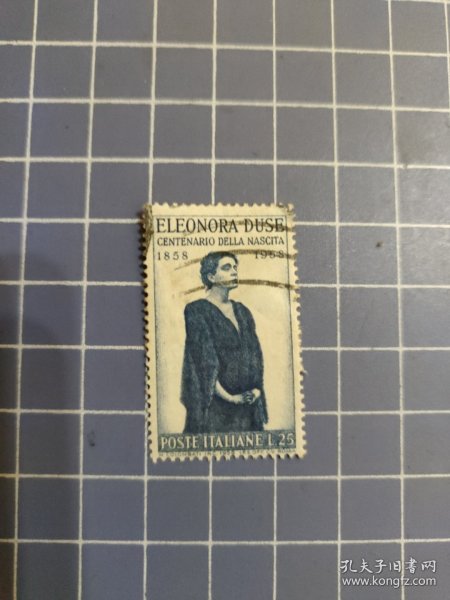 ELEONORA DUSE
CENTENARIO DELLA NASCITA
1858 1958
POSTE ITALIANE L.25
孔夫子旧书网
www.kongfz.com